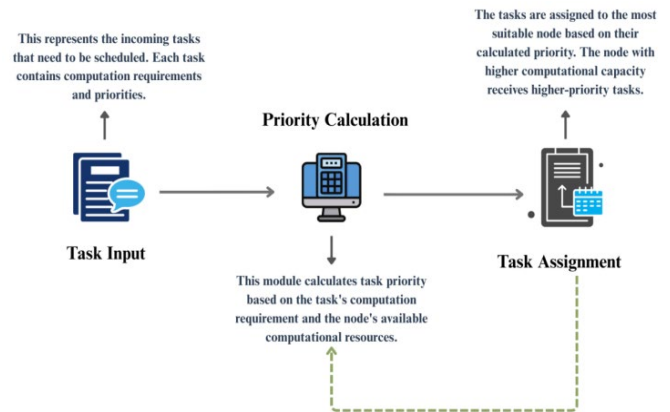 This represents the incoming tasks
that need to be scheduled. Each task
contains computation requirements
and priorities.
The tasks are assigned to the most
suitable node based on their
calculated priority. The node with
higher computational capacity
receives higher-priority tasks.
Priority Calculation
Task Input
Task Assignment
This module calculates task priority
based on the task's computation
requirement and the node's available
computational resources.